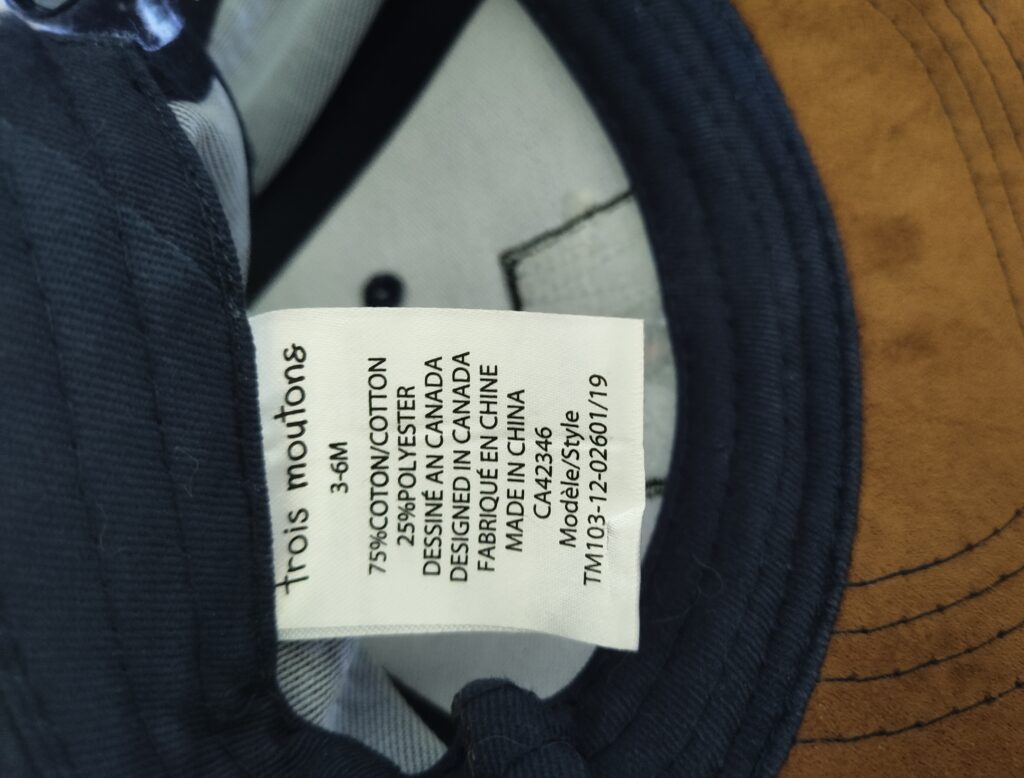 trois moutons
3-6M
75%COTON/COTTON
25%POLYESTER
DESSINÉ AN CANADA
DESIGNED IN CANADA
FABRIQUÉ EN CHINE
MADE IN CHINA
CA42346
Modèle/Style
TM103-12-02601/19